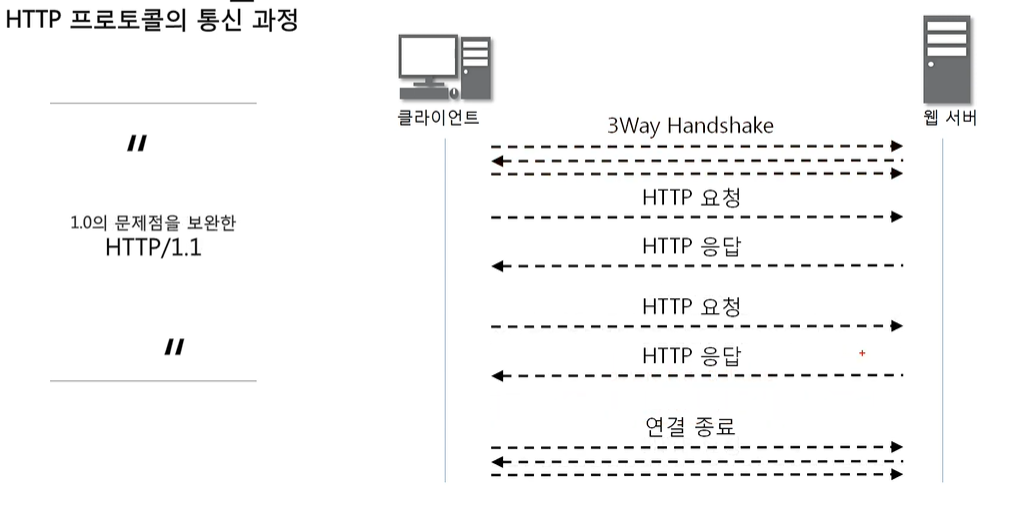 HTTP 프로토콜의 통신 과정
〃
1.0의 문제점을 보완한
HTTP/1.1
〃
클라이언트
웹 서버
3Way Handshake
HTTP 요청
HTTP 응답
HTTP 요청
HTTP 응답
연결 종료